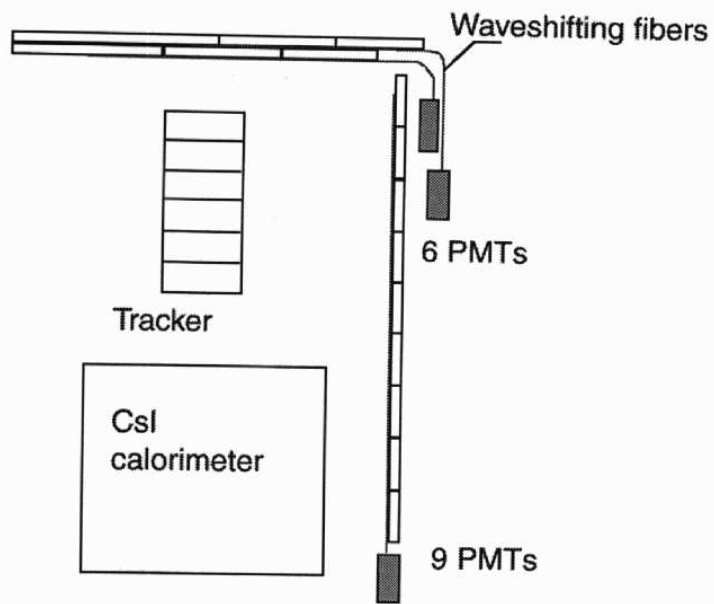 Waveshifting fibers
6 PMTs
Tracker
CsI
calorimeter
9 PMTs